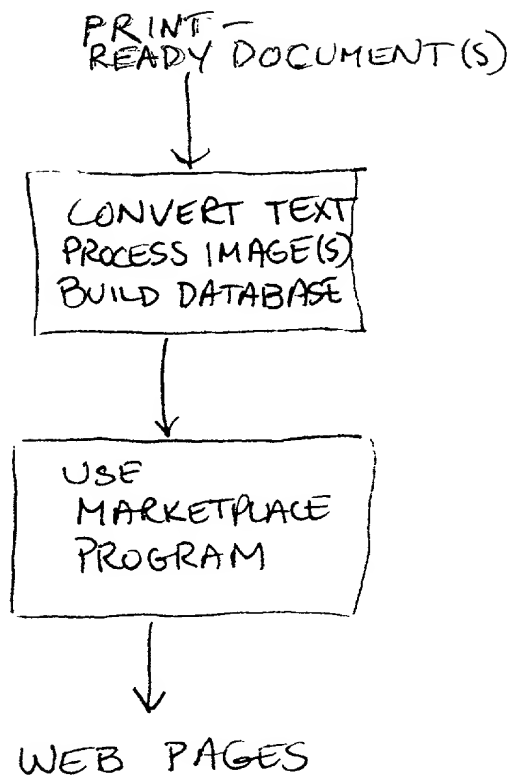 PRINT-
READY DOCUMENT(S)
CONVERT TEXT
PROCESS IMAGE(S)
BUILD DATABASE
USE
MARKETPLACE
PROGRAM
WEB PAGES